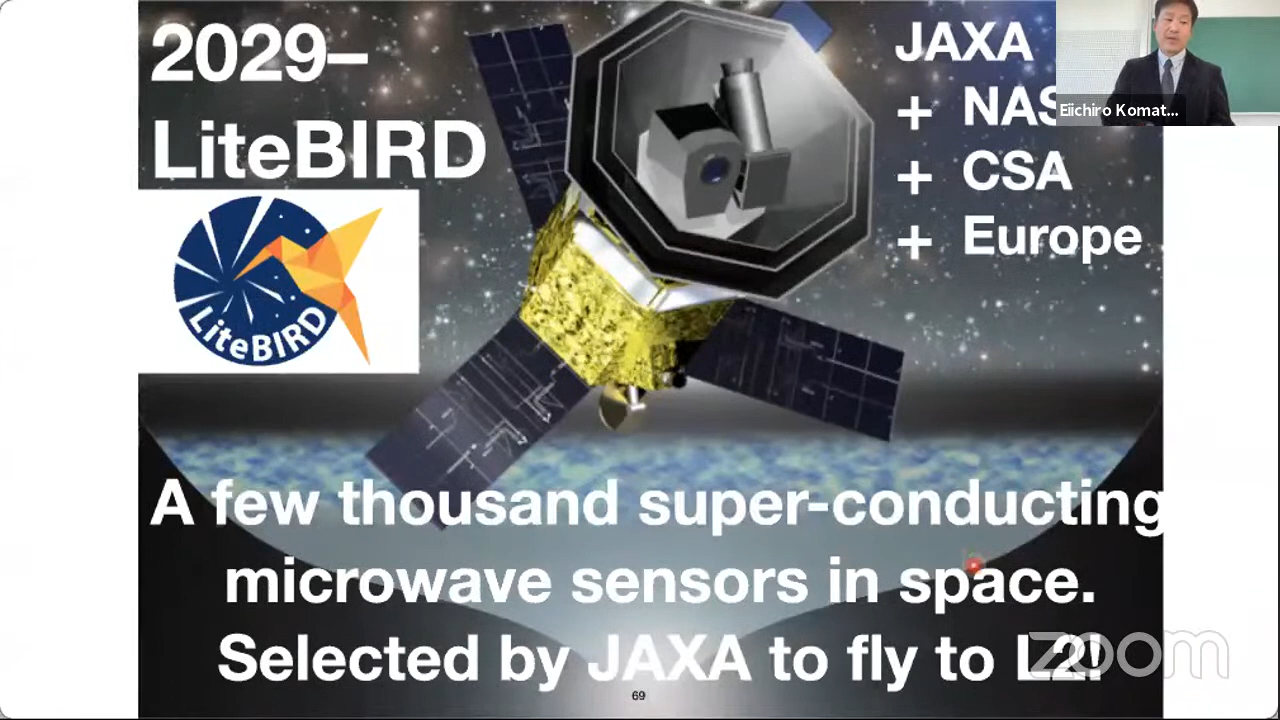 2029–
LiteBIRD
LiteBIRD
JAXA
+ NAS
+ CSA
+ Europe
Eiichiro Komat...
A few thousand super-conducting
microwave sensors in space.
Selected by JAXA to fly to L2!
zoom
69